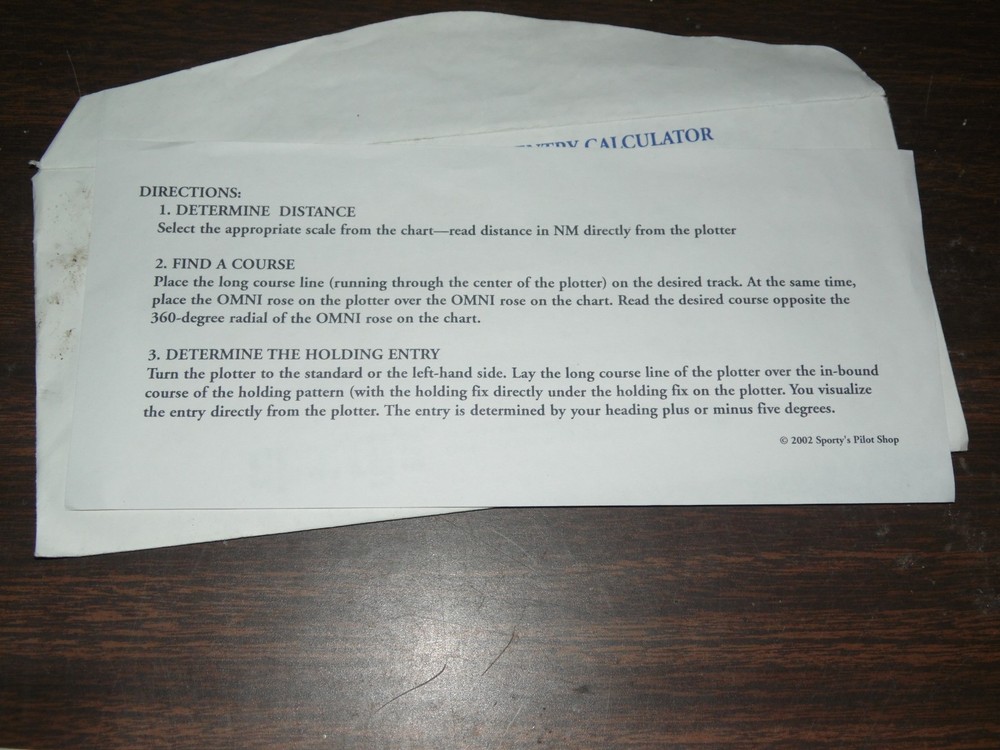 CALCULATOR
DIRECTIONS:
1. DETERMINE DISTANCE
Select the appropriate scale from the chart—read distance in NM directly from the plotter
2. FIND A COURSE
Place the long course line (running through the center of the plotter) on the desired track. At the same time,
place the OMNI rose on the plotter over the OMNI rose on the chart. Read the desired course opposite the
360-degree radial of the OMNI rose on the chart.
3. DETERMINE THE HOLDING ENTRY
Turn the plotter to the standard or the left-hand side. Lay the long course line of the plotter over the in-bound
course of the holding pattern (with the holding fix directly under the holding fix on the plotter. You visualize
the entry directly from the plotter. The entry is determined by your heading plus or minus five degrees.
© 2002 Sporty's Pilot Shop